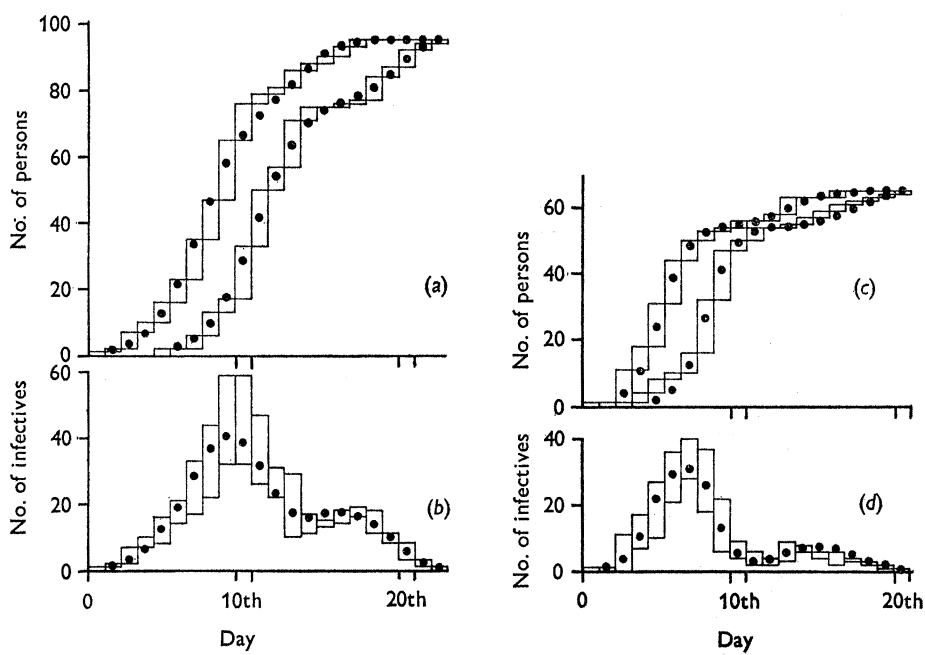 100
80
60
40
20
0
No. of persons
(a)
60
40
20
0
No. of infectives
(b)
0
10th
20th
Day
60
40
20
0
No. of persons
(c)
40
20
0
No. of infectives
(d)
0
10th
20th
Day